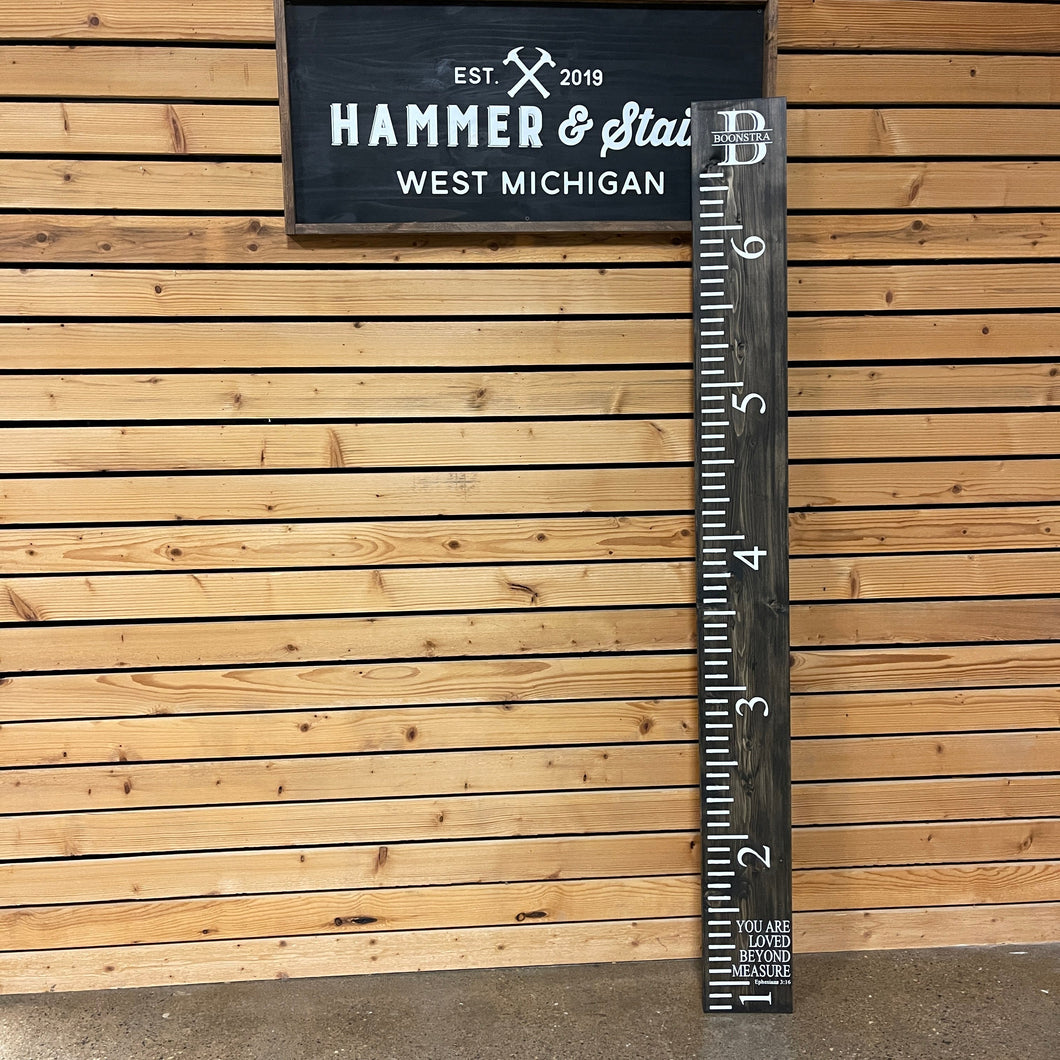 EST. 2019
HAMMER & Stai
WEST MICHIGAN
B
BOONSTRA
6
5
4
3
2
YOU ARE
LOVED
BEYOND
MEASURE
Ephesians 3:16
1